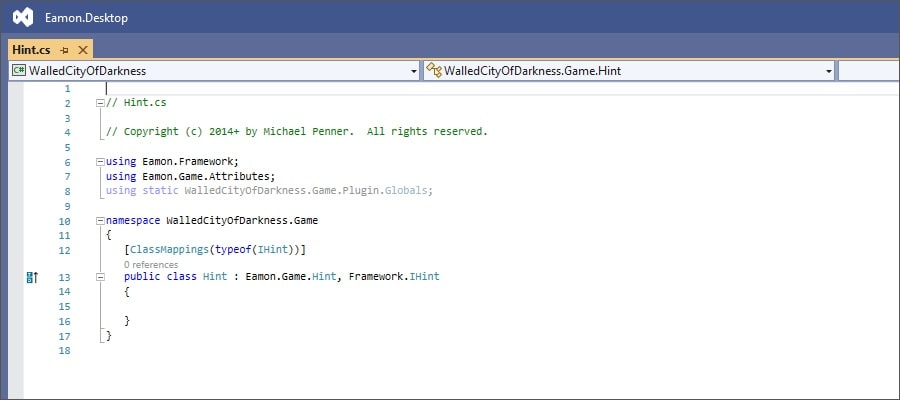 Eamon.Desktop
Hint.cs
C# WalledCityOfDarkness WalledCityOfDarkness.Game.Hint
1
2 // Hint.cs
3
4 // Copyright (c) 2014+ by Michael Penner.  All rights reserved.
5
6 using Eamon.Framework;
7 using Eamon.Game.Attributes;
8 using static WalledCityOfDarkness.Game.Plugin.Globals;
9
10 namespace WalledCityOfDarkness.Game
11 {
12 [ClassMappings(typeof(IHint))]
0 references
13 public class Hint : Eamon.Game.Hint, Framework.IHint
14 {
15
16 }
17 }
18